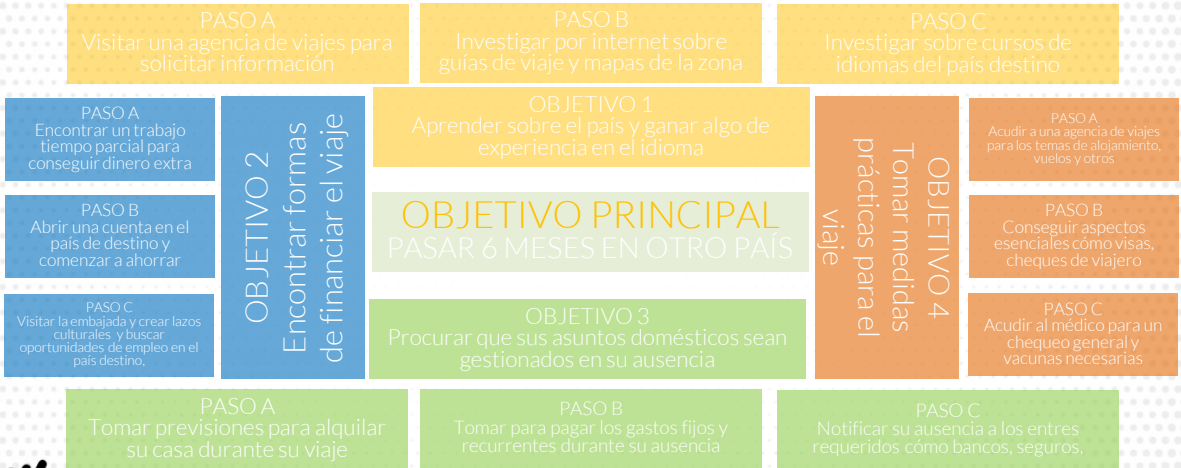 PASO A
Visitar una agencia de viajes para
solicitar información
PASO B
Investigar por internet sobre
guías de viaje y mapas de la zona
PASO C
Investigar sobre cursos de
idiomas del país destino
PASO A
Encontrar un trabajo
tiempo parcial para
conseguir dinero extra
PASO B
Abrir una cuenta en el
país de destino y
comenzar a ahorrar
PASO C
Visitar la embajada y crear lazos
culturales y buscar
oportunidades de empleo en el
país destino,
OBJETIVO 2
Encontrar formas
de financiar el viaje
OBJETIVO 1
Aprender sobre el país y ganar algo de
experiencia en el idioma
OBJETIVO PRINCIPAL
PASAR 6 MESES EN OTRO PAÍS
OBJETIVO 3
Procurar que sus asuntos domésticos sean
gestionados en su ausencia
OBJETIVO 4
Tomar medidas
prácticas para el
viaje
PASO A
Acudir a una agencia de viajes
para los temas de alojamiento,
vuelos y otros
PASO B
Conseguir aspectos
esenciales cómo visas,
cheques de viajero
PASO C
Acudir al médico para un
chequeo general y
vacunas necesarias
PASO A
Tomar previsiones para alquilar
su casa durante su viaje
PASO B
Tomar para pagar los gastos fijos y
recurrentes durante su ausencia
PASO C
Notificar su ausencia a los entres
requeridos cómo bancos, seguros,